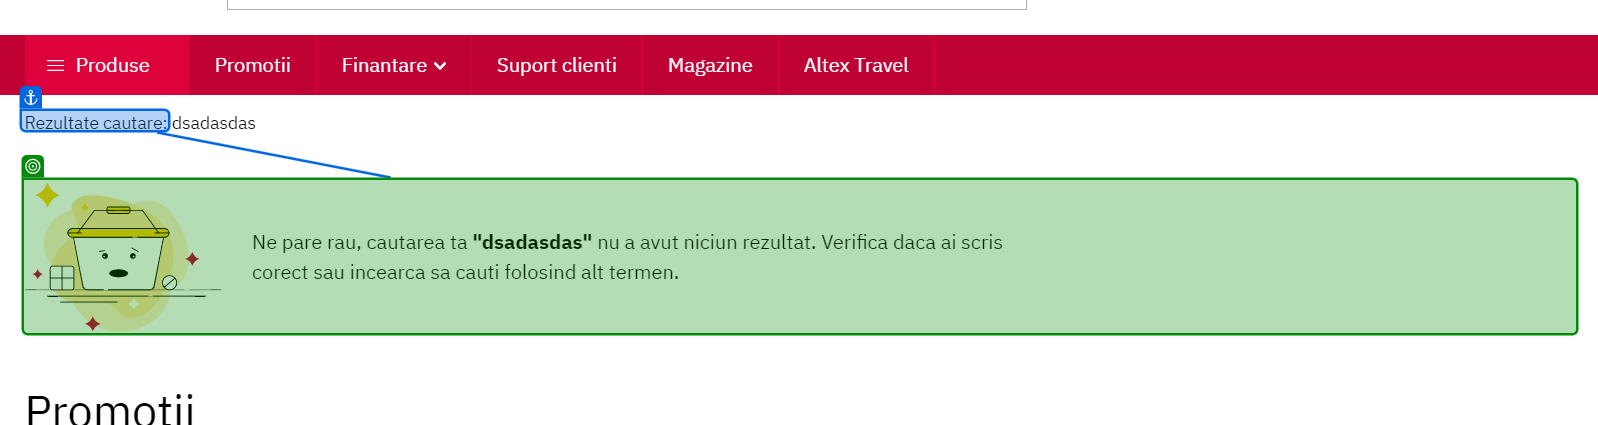 Produse
Promotii
Finantare
Suport clienti
Magazine
Altex Travel
Rezultate cautare: dsadasdas
Ne pare rau, cautarea ta "dsadasdas" nu a avut niciun rezultat. Verifica daca ai scris
corect sau incearca sa cauti folosind alt termen.
Promotii